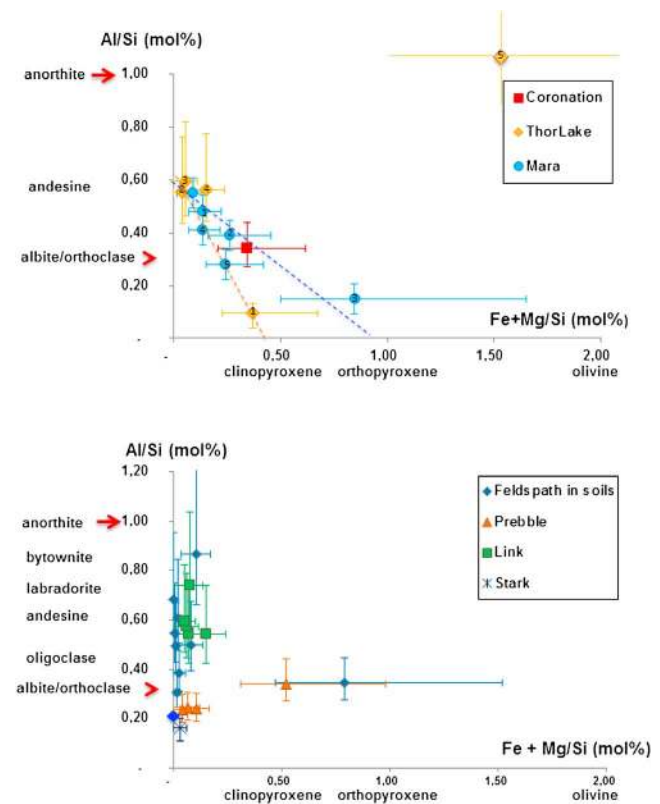 Al/Si (mol%)
anorthite
1,00
0,80
andesine
0,60
0,40
albite/orthoclase
0,20
-
Coronation
ThorLake
Mara
Fe+Mg/Si (mol%)
- 0,50 1,00 1,50 2,00
clinopyroxene orthopyroxene olivine
Al/Si (mol%)
1,20
anorthite
1,00
bytownite
0,80
labradorite
andesine
0,60
oligoclase
0,40
albite/orthoclase
0,20
-
Feldspath in soils
Prebble
Link
Stark
Fe + Mg/Si (mol%)
- 0,50 1,00 1,50 2,00
clinopyroxene orthopyroxene olivine